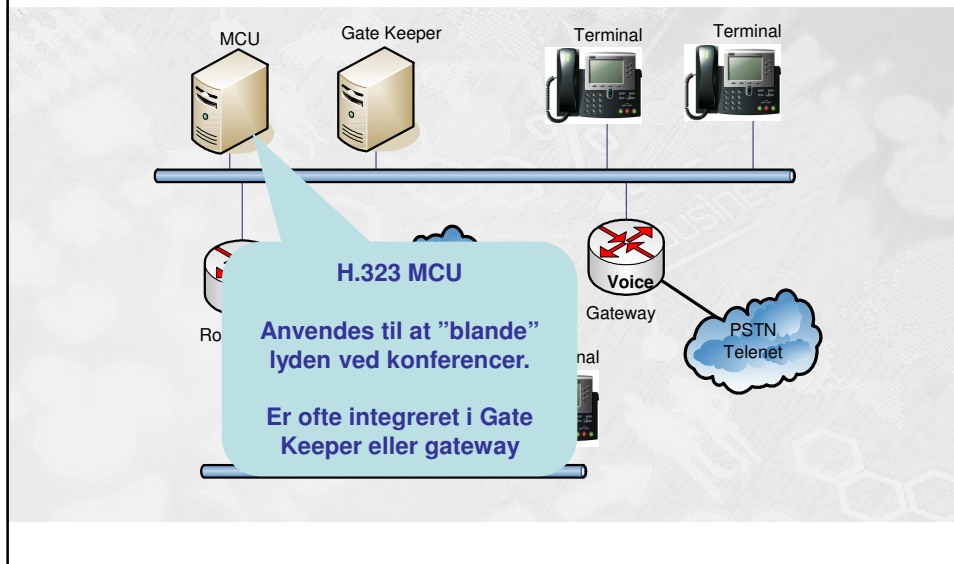 MCU
Gate Keeper
Terminal
Terminal
H.323 MCU
Anvendes til at ”blande”
lyden ved konferencer.
Er ofte integreret i Gate
Keeper eller gateway
Voice
Gateway
PSTN
Telenet